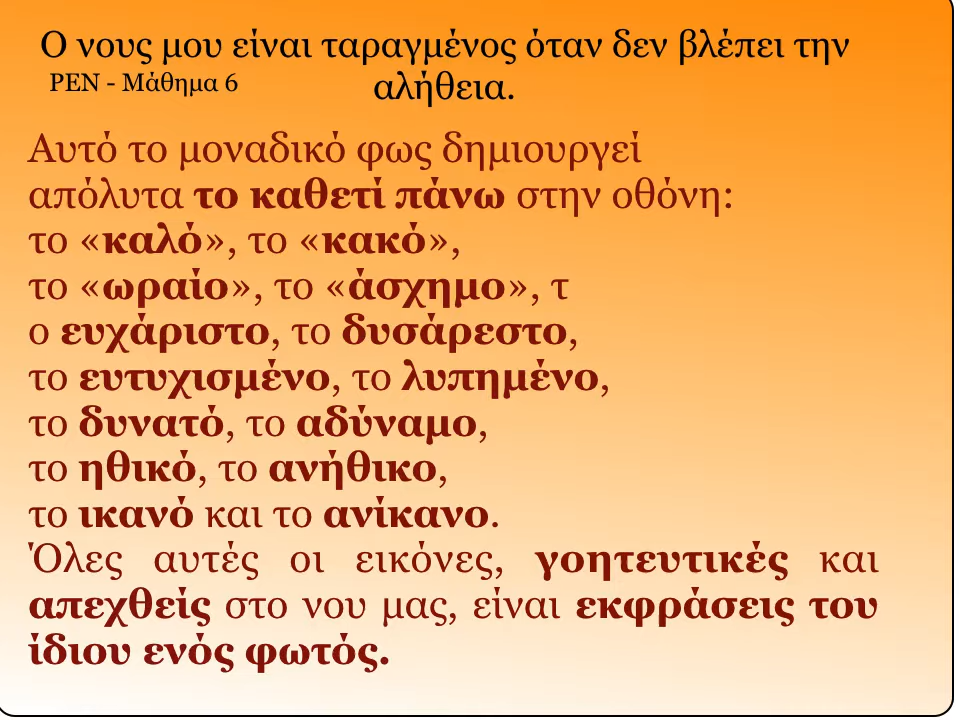 Ο νους μου είναι ταραγμένος όταν δεν βλέπει την
αλήθεια.
ΡΕΝ - Μάθημα 6
Αυτό το μοναδικό φως δημιουργεί
απόλυτα το καθετί πάνω στην οθόνη:
το «καλό», το «κακό»,
το «ωραίο», το «άσχημο», τ
ο ευχάριστο, το δυσάρεστο,
το ευτυχισμένο, το λυπημένο,
το δυνατό, το αδύναμο,
το ηθικό, το ανήθικο,
το ικανό και το ανίκανο.
Όλες αυτές οι εικόνες, γοητευτικές και
απεχθείς στο νου μας, είναι εκφράσεις του
ίδιου ενός φωτός.